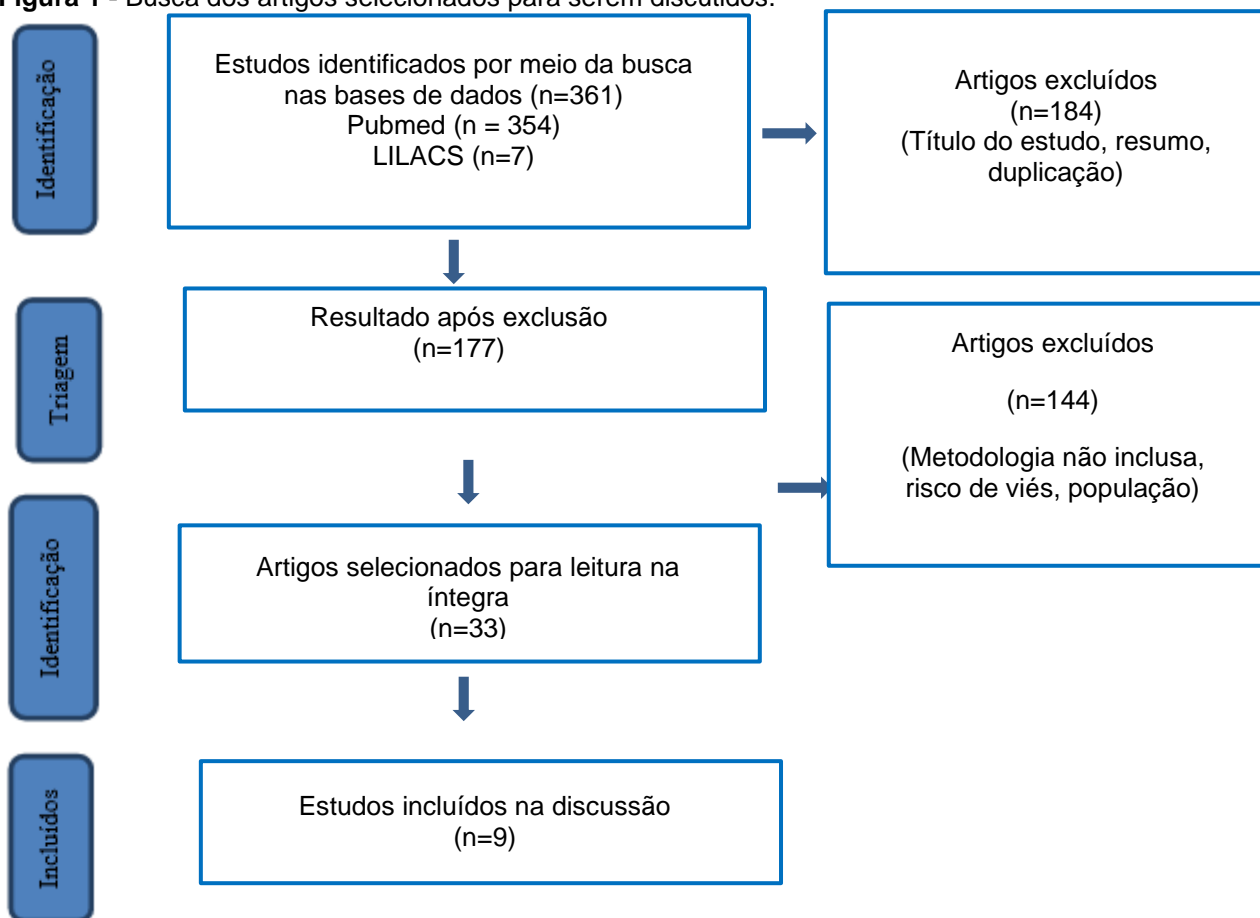 Figura 1 - Busca dos artigos selecionados para serem discutidos.
Identificação
Estudos identificados por meio da busca
nas bases de dados (n=361)
Pubmed (n = 354)
LILACS (n=7)
Artigos excluídos
(n=184)
(Título do estudo, resumo,
duplicação)
Triagem
Resultado após exclusão
(n=177)
Artigos excluídos
(n=144)
(Metodologia não inclusa,
risco de viés, população)
Identificação
Artigos selecionados para leitura na
íntegra
(n=33)
Incluídos
Estudos incluídos na discussão
(n=9)